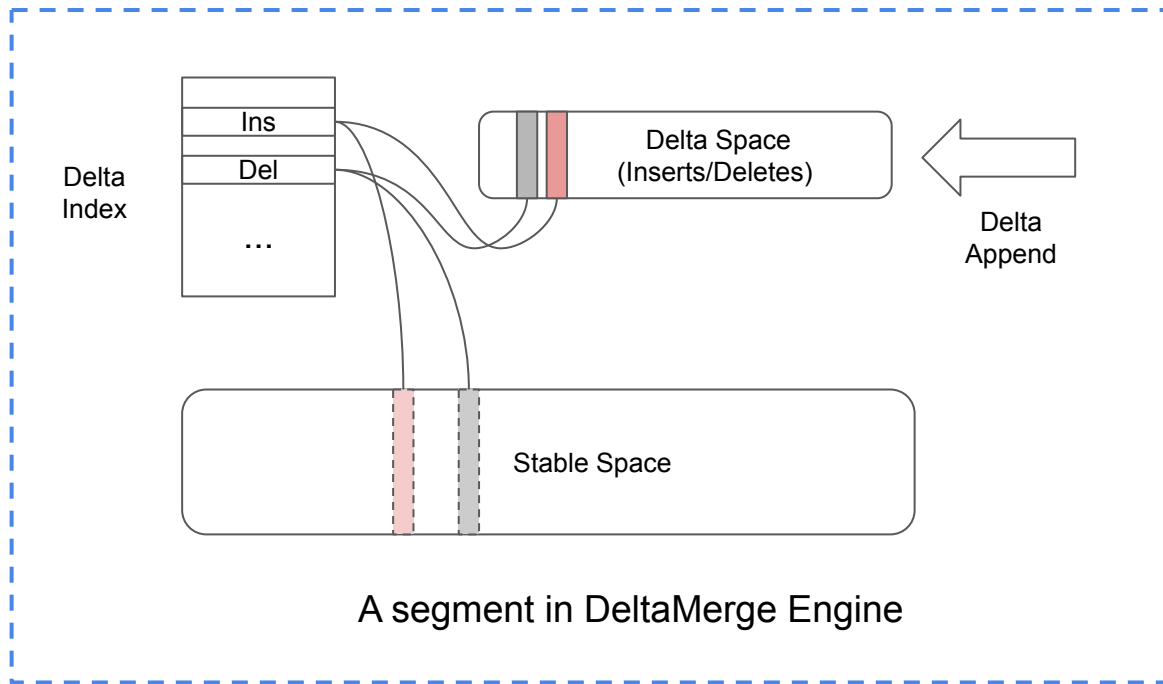 Ins
Del
...
Delta
Index
Delta Space
(Inserts/Deletes)
Delta
Append
Stable Space
A segment in DeltaMerge Engine